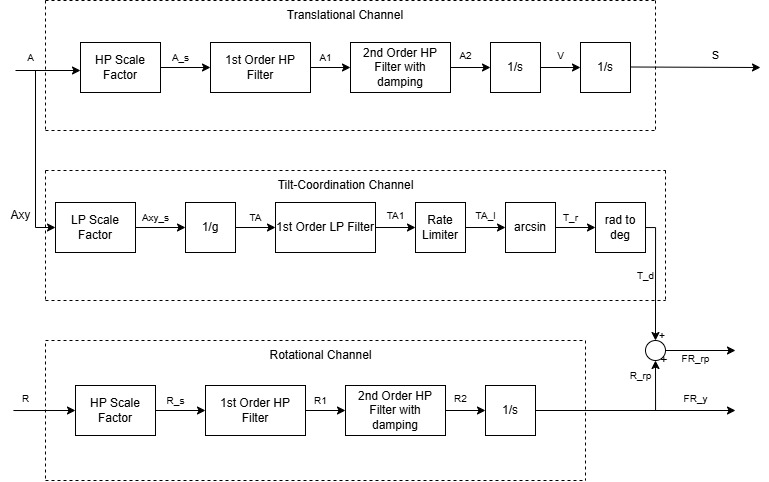 Translational Channel
A
HP Scale
Factor
A_s
1st Order HP
Filter
A1
2nd Order HP
Filter with
damping
A2
1/s
V
1/s
S
Tilt-Coordination Channel
Axy
LP Scale
Factor
Axy_s
1/g
TA
1st Order LP Filter
TA1
Rate
Limiter
TA_l
arcsin
T_r
rad to
deg
T_d
+
+
FR_rp
R_rp
Rotational Channel
R
HP Scale
Factor
R_s
1st Order HP
Filter
R1
2nd Order HP
Filter with
damping
R2
1/s
FR_y